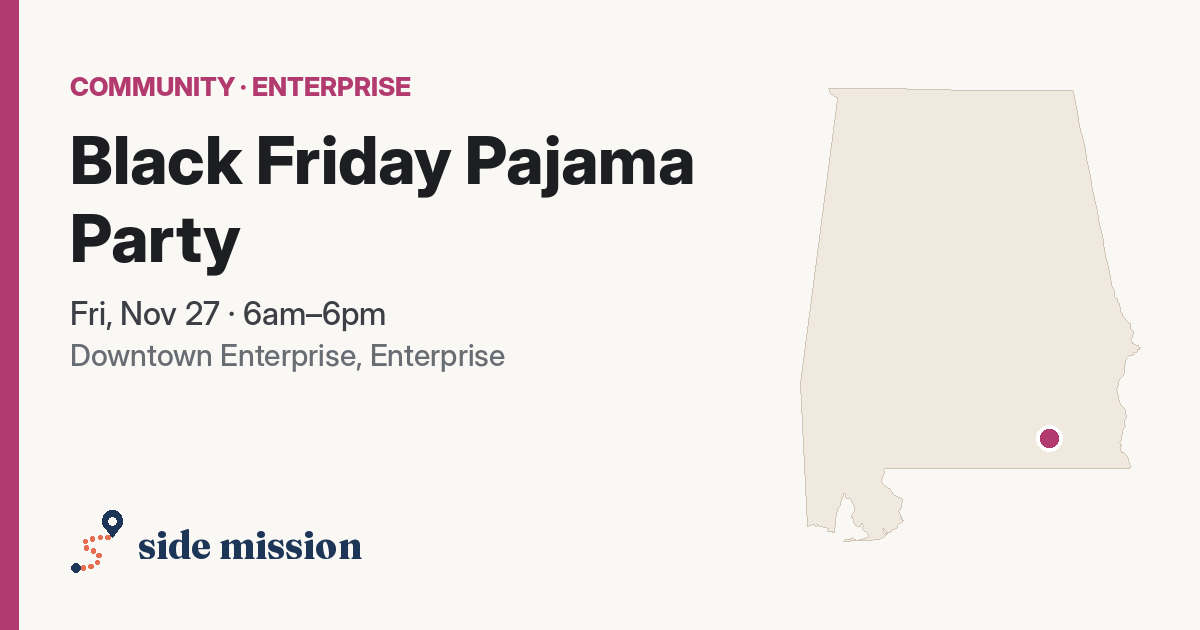 COMMUNITY · ENTERPRISE
Black Friday Pajama
Party
Fri, Nov 27 · 6am–6pm
Downtown Enterprise, Enterprise
side mission